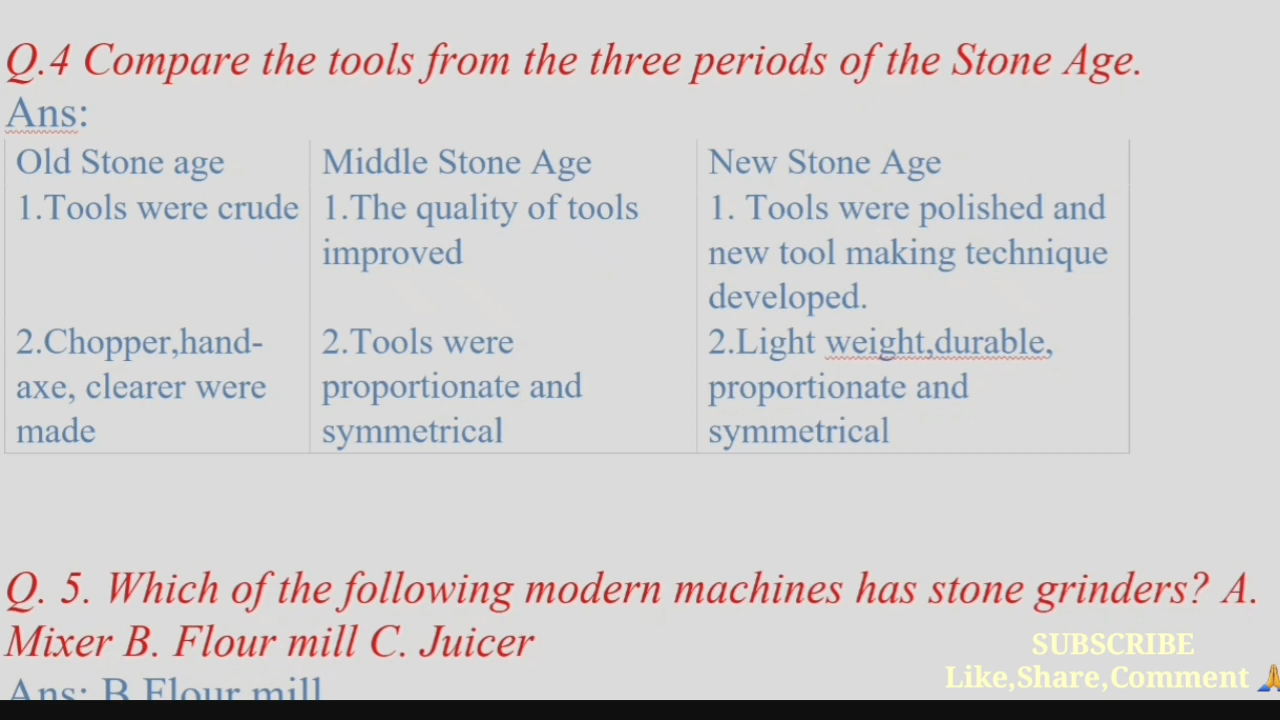 Q.4 Compare the tools from the three periods of the Stone Age.
Ans:
Old Stone age
1.Tools were crude
2.Chopper,hand-
axe, clearer were
made
Middle Stone Age
1.The quality of tools
improved
2.Tools were
proportionate and
symmetrical
New Stone Age
1. Tools were polished and
new tool making technique
developed.
2.Light weight,durable,
proportionate and
symmetrical
Q. 5. Which of the following modern machines has stone grinders? A.
Mixer B. Flour mill C. Juicer
Ans: B Flour mill
SUBSCRIBE
Like,Share,Comment 🙏